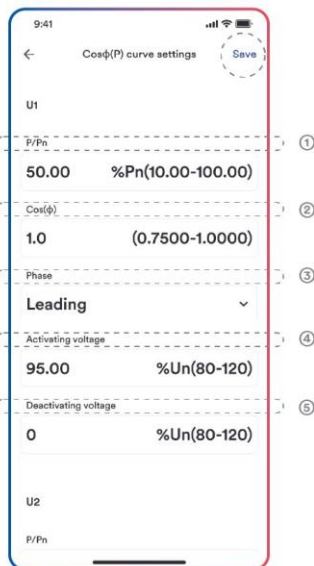 9:41
Cosϕ(P) curve settings Save
U1
P/Pn
①
50.00 %Pn(10.00-100.00)
Cos(ϕ)
②
1.0 (0.7500-1.0000)
Phase
③
Leading
Activating voltage
④
95.00 %Un(80-120)
Deactivating voltage
⑤
0 %Un(80-120)
U2
P/Pn